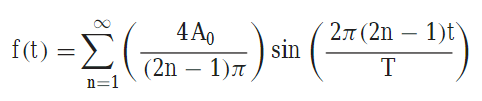 f(t) = ∑_{n=1}^{∞} ( 4A₀ / (2n − 1)π ) sin ( 2π(2n − 1)t / T )